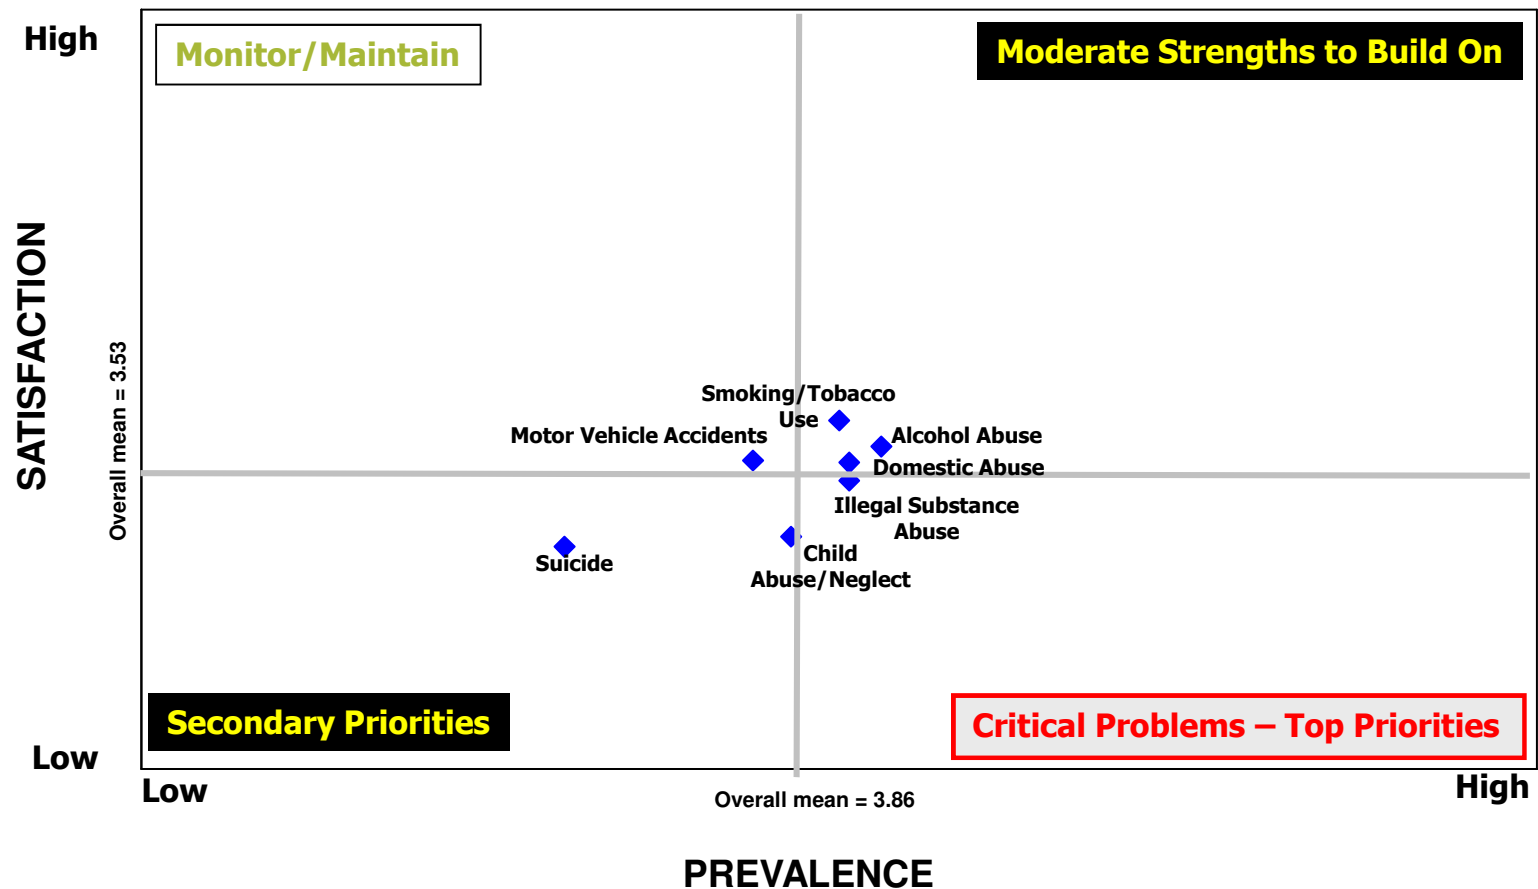 High
Monitor/Maintain
Moderate Strengths to Build On
SATISFACTION
Overall mean = 3.53
Smoking/Tobacco
Use
Motor Vehicle Accidents
Alcohol Abuse
Domestic Abuse
Illegal Substance
Abuse
Suicide
Child
Abuse/Neglect
Secondary Priorities
Critical Problems – Top Priorities
Low
Low
High
Overall mean = 3.86
PREVALENCE